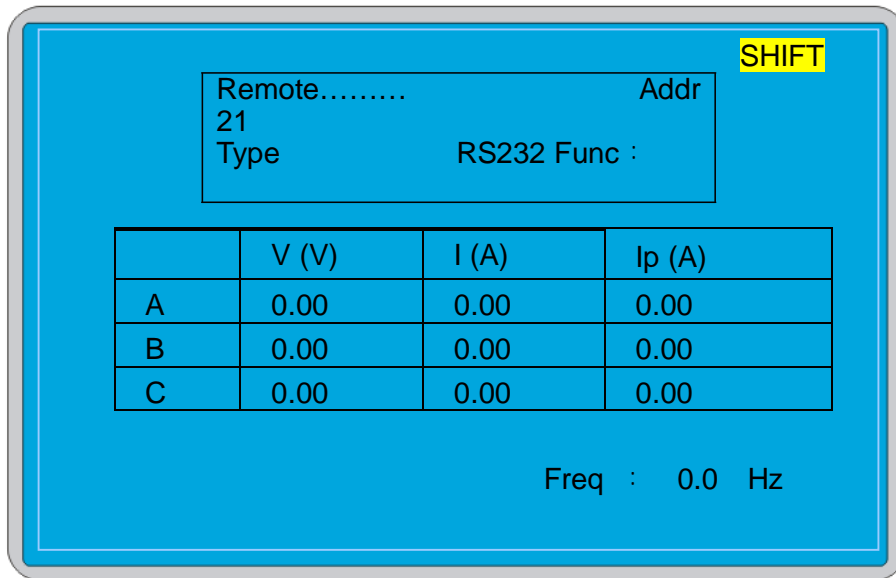 SHIFT
Remote……… Addr
21
Type RS232 Func：
V (V) I (A) Ip (A)
A 0.00 0.00 0.00
B 0.00 0.00 0.00
C 0.00 0.00 0.00
Freq ： 0.0 Hz